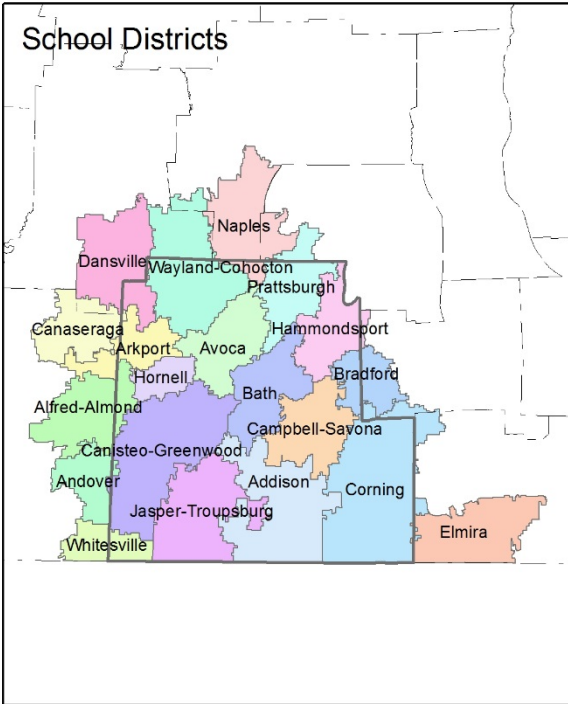 School Districts
Naples
Dansville
Wayland-Cohocton
Prattsburgh
Canaseraga
Hammondsport
Arkport
Avoca
Hornell
Bradford
Bath
Alfred-Almond
Campbell-Savona
Canisteo-Greenwood
Andover
Addison
Corning
Jasper-Troupsburg
Elmira
Whitesville